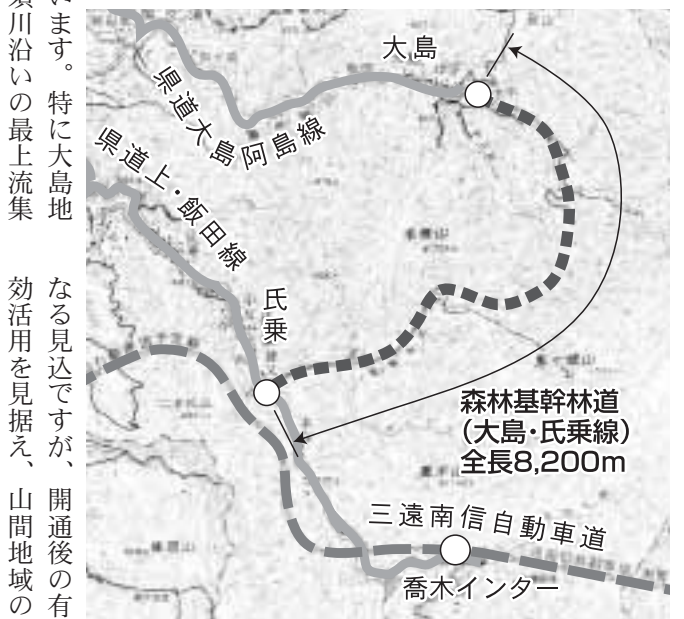 います。特に大島地
須川沿いの最上流集
なる見込ですが、開通後の有
効活用を見据え、山間地域の
大島
県道大島阿島線
県道上・飯田線
氏乗
森林基幹林道
（大島・氏乗線）
全長8,200m
三遠南信自動車道
喬木インター